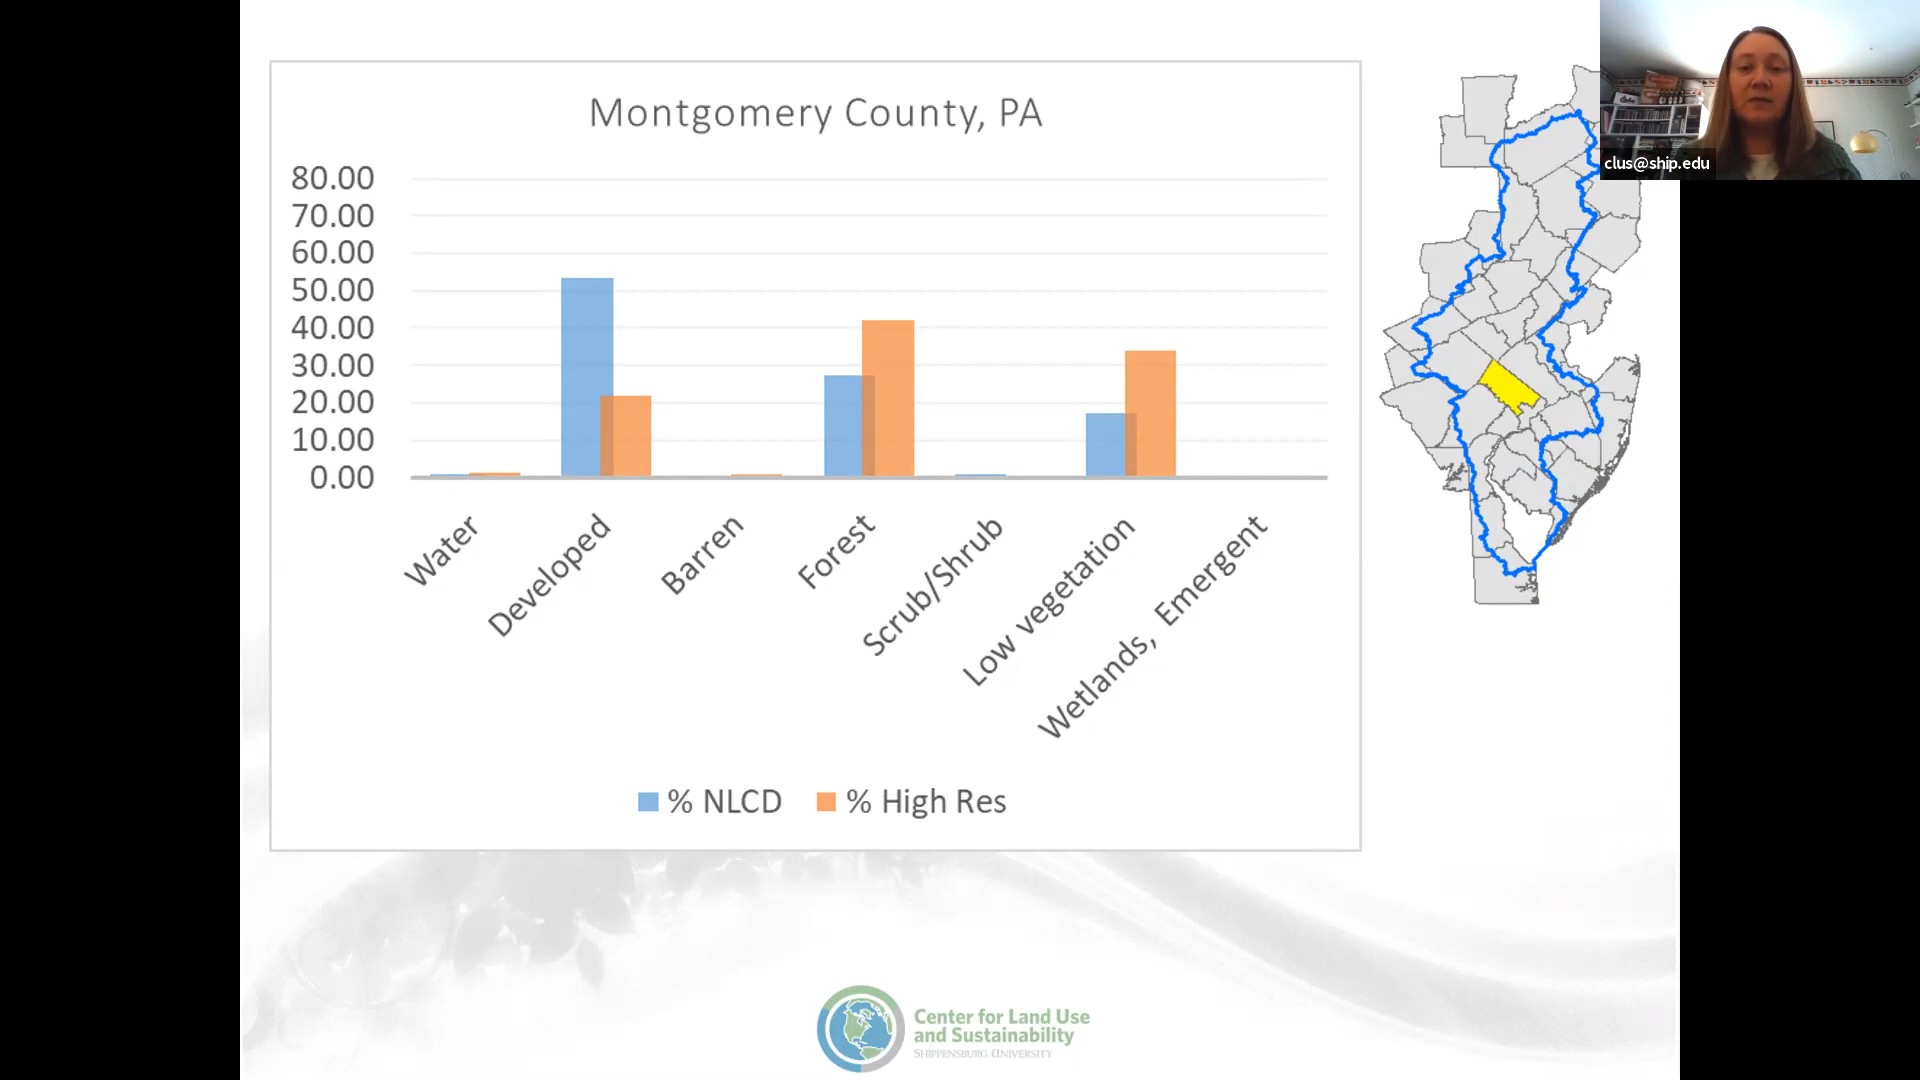 Montgomery County, PA
80.00
70.00
60.00
50.00
40.00
30.00
20.00
10.00
0.00
Water
Developed
Barren
Forest
Scrub/Shrub
Low vegetation
Wetlands, Emergent
% NLCD
% High Res
clus@ship.edu
Center for Land Use
and Sustainability
SHIPPENSBURG UNIVERSITY